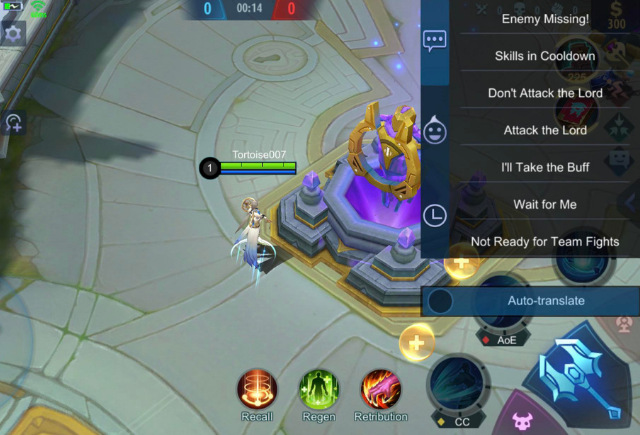 0 00:14 0
$
300
225
Enemy Missing!
Skills in Cooldown
Don't Attack the Lord
Attack the Lord
I'll Take the Buff
Wait for Me
Not Ready for Team Fights
Auto-translate
Tortoise007
1
AoE
CC
Recall
Regen
Retribution